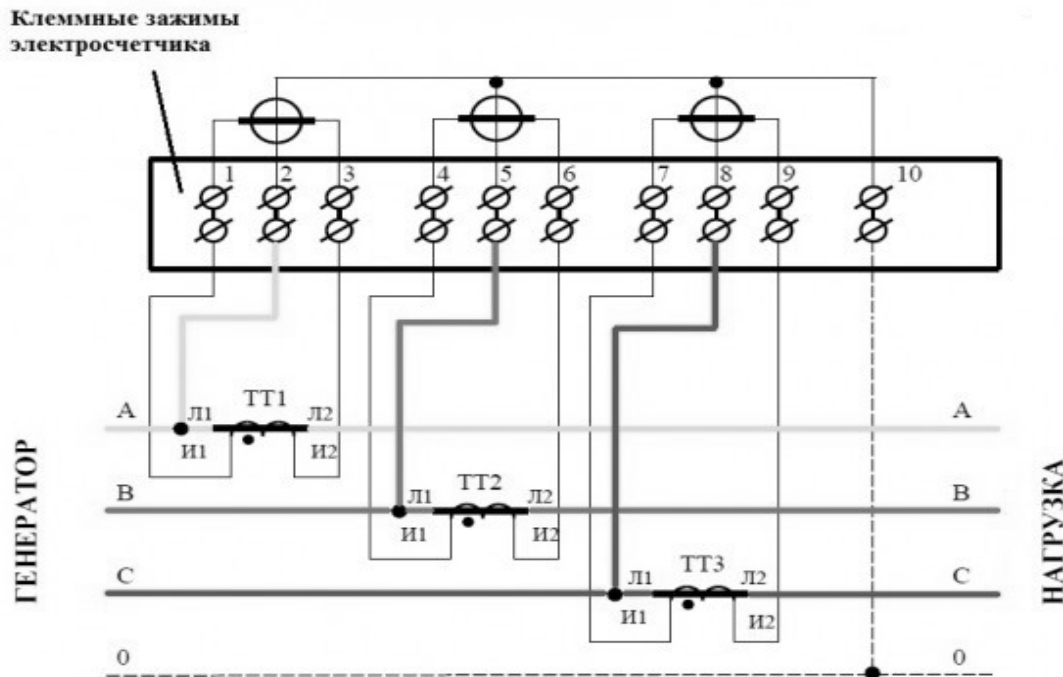 Клеммные зажимы
электросчетчика
1 2 3 4 5 6 7 8 9 10
ГЕНЕРАТОР
НАГРУЗКА
A ТТ1 A
Л1 Л2
И1 И2
B ТТ2 B
Л1 Л2
И1 И2
C ТТ3 C
Л1 Л2
И1 И2
0 0